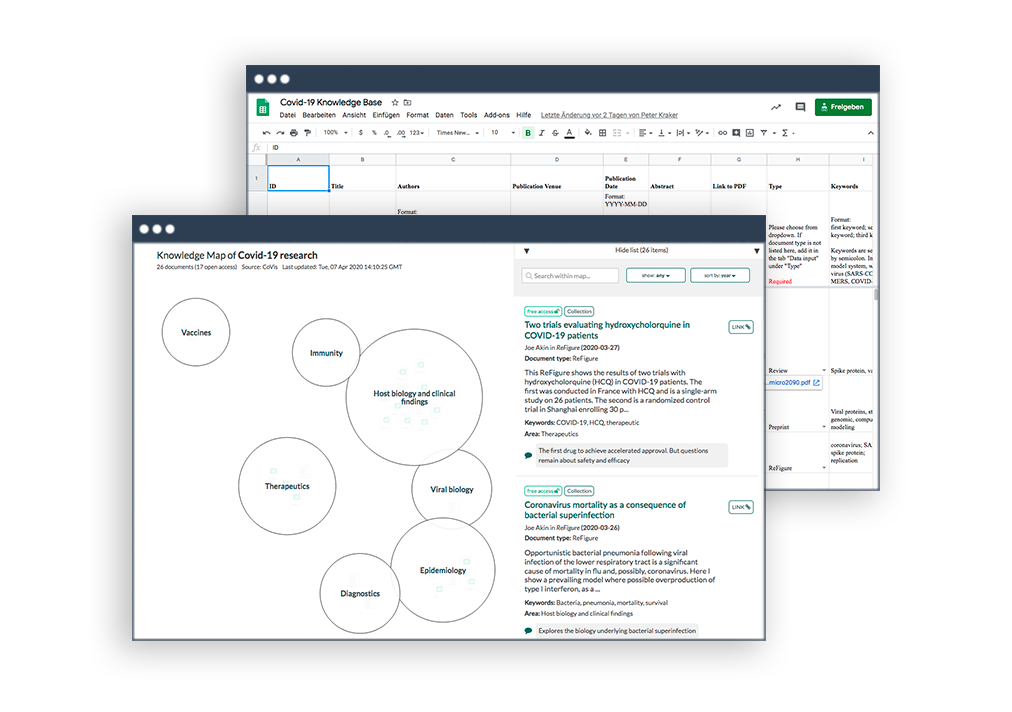 Covid-19 Knowledge Base
Datei Bearbeiten Ansicht Einfügen Format Daten Tools Add-ons Hilfe Letzte Änderung vor 2 Tagen von Peter Kraker
Freigeben
100% $ % .0 .00 123 Times New... 10 B I S A
fx ID
A B C D E F G H I
1
ID
Title
Authors
Publication Venue
Publication
Date
Abstract
Link to PDF
Type
Keywords
Format:
Format:
YYYY-MM-DD
Please choose from
dropdown. If
document type is not
listed here, add it in
the tab "Data input"
under "Type"
Required
Format:
first keyword; se
keyword; third k
Keywords are se
by semicolon. In
model system, w
virus (SARS-CC
MERS, COVID-
Review
Spike protein, va
...micro2090.pdf
Preprint
Viral proteins, st
genomic, compu
modeling
ReFigure
coronavirus; SA
spike protein;
replication
Knowledge Map of Covid-19 research
26 documents (17 open access) Source: CoVis Last updated: Tue, 07 Apr 2020 14:10:25 GMT
Vaccines
Immunity
Host biology and clinical
findings
Therapeutics
Viral biology
Epidemiology
Diagnostics
Hide list (26 items)
Search within map...
show: any
sort by: year
free access Collection
Two trials evaluating hydroxycholorquine in
COVID-19 patients
LINK
Joe Akin in ReFigure (2020-03-27)
Document type: ReFigure
This ReFigure shows the results of two trials with
hydroxycholorquine (HCQ) in COVID-19 patients. The
first was conducted in France with HCQ and is a single-arm
study on 26 patients. The second is a randomized control
trial in Shanghai enrolling 30 p...
Keywords: COVID-19, HCQ, therapeutic
Area: Therapeutics
The first drug to achieve accelerated approval. But questions
remain about safety and efficacy
free access Collection
Coronavirus mortality as a consequence of
bacterial superinfection
LINK
Joe Akin in ReFigure (2020-03-26)
Document type: ReFigure
Opportunistic bacterial pneumonia following viral
infection of the lower respiratory tract is a significant
cause of mortality in flu and, possibly, coronavirus. Here I
show a prevailing model where possible overproduction of
type I interferon, as a ...
Keywords: Bacteria, pneumonia, mortality, survival
Area: Host biology and clinical findings
Explores the biology underlying bacterial superinfection